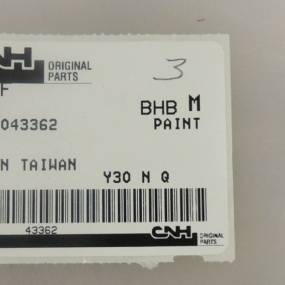 CNH ORIGINAL
PARTS
3
F
BHB M
043362
PAINT
N TAIWAN
Y30 N Q
43362
CNH ORIGINAL
PARTS